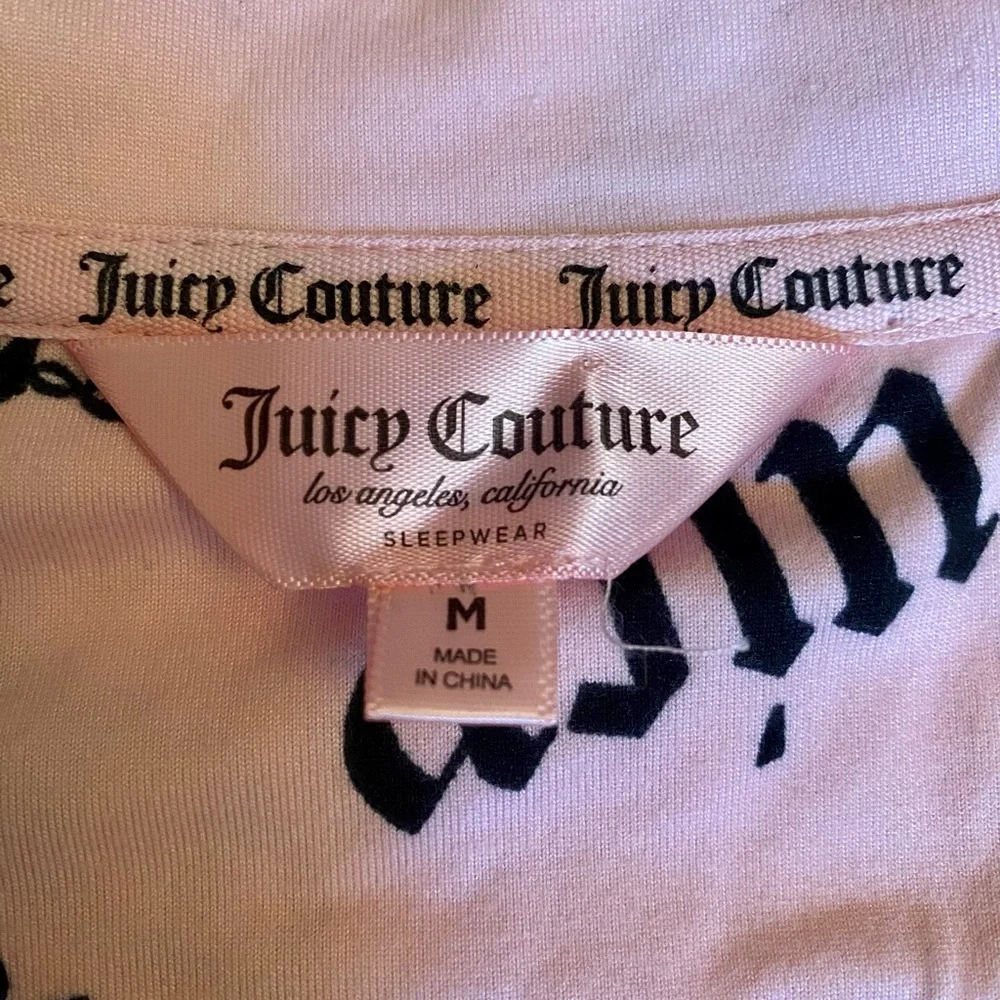 Juicy Couture Juicy Couture
Juicy Couture
los angeles, california
SLEEPWEAR
M
MADE
IN CHINA